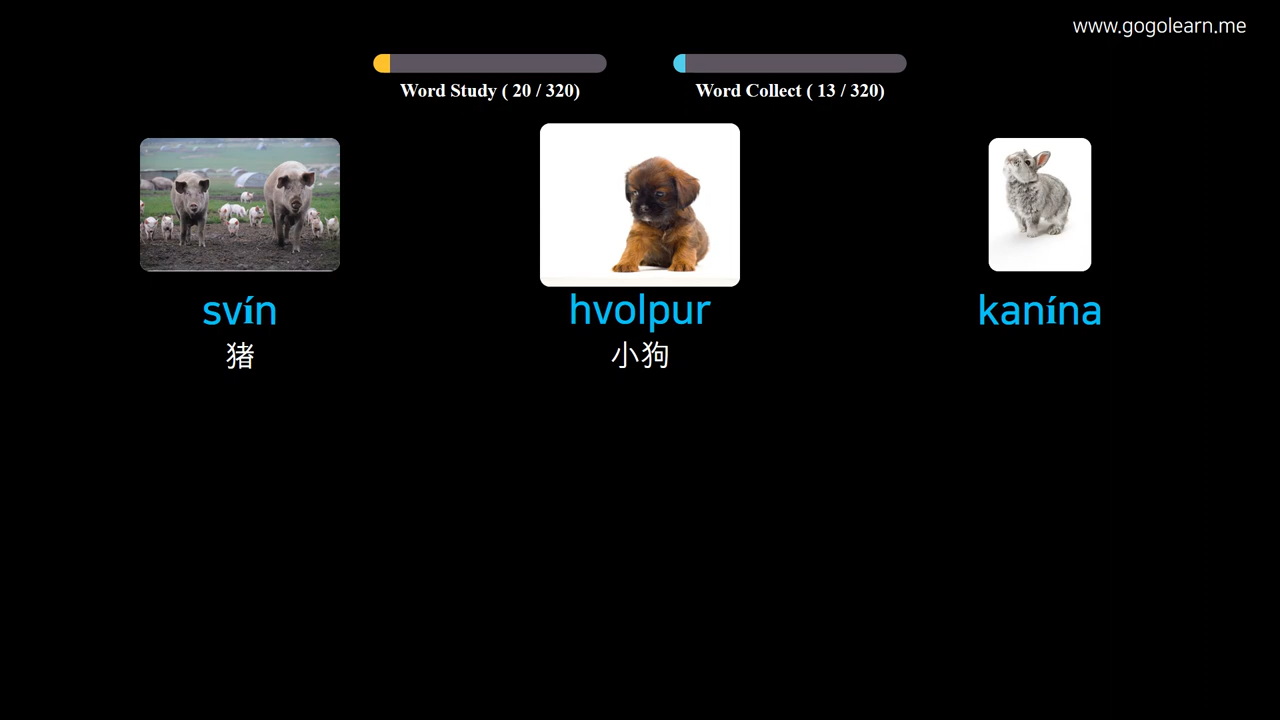 www.gogolearn.me
Word Study ( 20 / 320)
Word Collect ( 13 / 320)
svín
hvolpur
kanína
猪
小狗